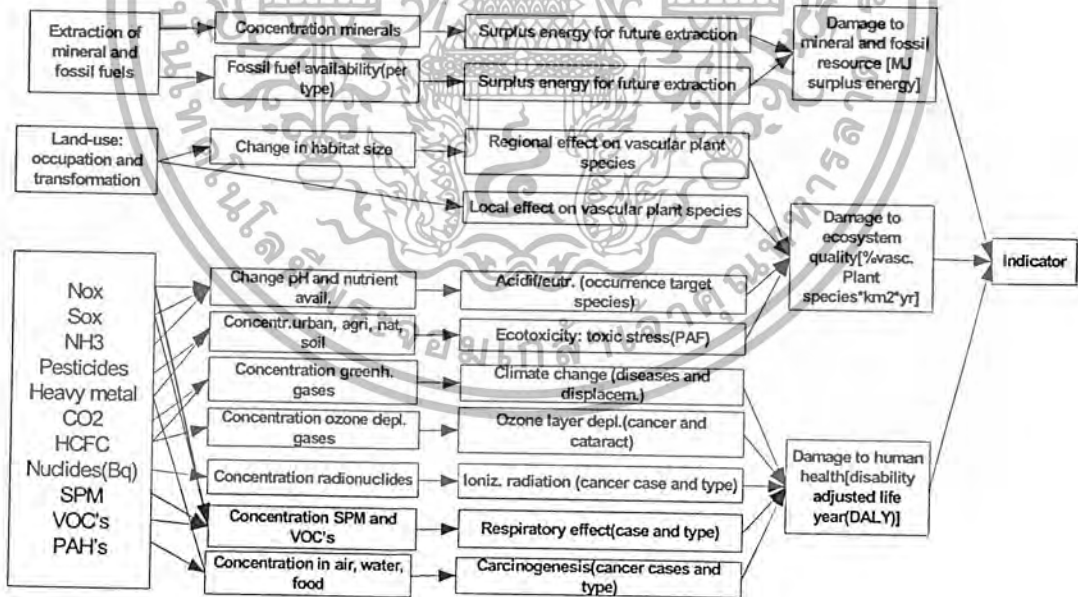 Extraction of
mineral and
fossil fuels
Concentration minerals
Surplus energy for future extraction
Fossil fuel availability(per
type)
Surplus energy for future extraction
Damage to
mineral and fossil
resource [MJ
surplus energy]
Land-use:
occupation and
transformation
Change in habitat size
Regional effect on vascular plant
species
Local effect on vascular plant species
Damage to
ecosystem
quality[%vasc.
Plant
species*km2*yr]
Indicator
Nox
Sox
NH3
Pesticides
Heavy metal
CO2
HCFC
Nuclides(Bq)
SPM
VOC's
PAH's
Change pH and nutrient
avail.
Acidif/eutr. (occurrence target
species)
Concentr.urban, agri, nat,
soil
Ecotoxicity: toxic stress(PAF)
Concentration greenh.
gases
Climate change (diseases and
displacem.)
Concentration ozone depl.
gases
Ozone layer depl.(cancer and
cataract)
Concentration radionuclides
Ioniz. radiation (cancer case and type)
Concentration SPM and
VOC's
Respiratory effect(case and type)
Concentration in air, water,
food
Carcinogenesis(cancer cases and
type)
Damage to human
health[disability
adjusted life
year(DALY)]